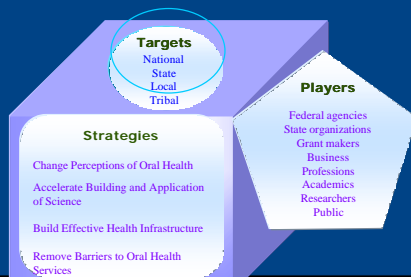 Targets
National
State
Local
Tribal
Players
Federal agencies
State organizations
Grant makers
Business
Professions
Academics
Researchers
Public
Strategies
Change Perceptions of Oral Health
Accelerate Building and Application
of Science
Build Effective Health Infrastructure
Remove Barriers to Oral Health
Services